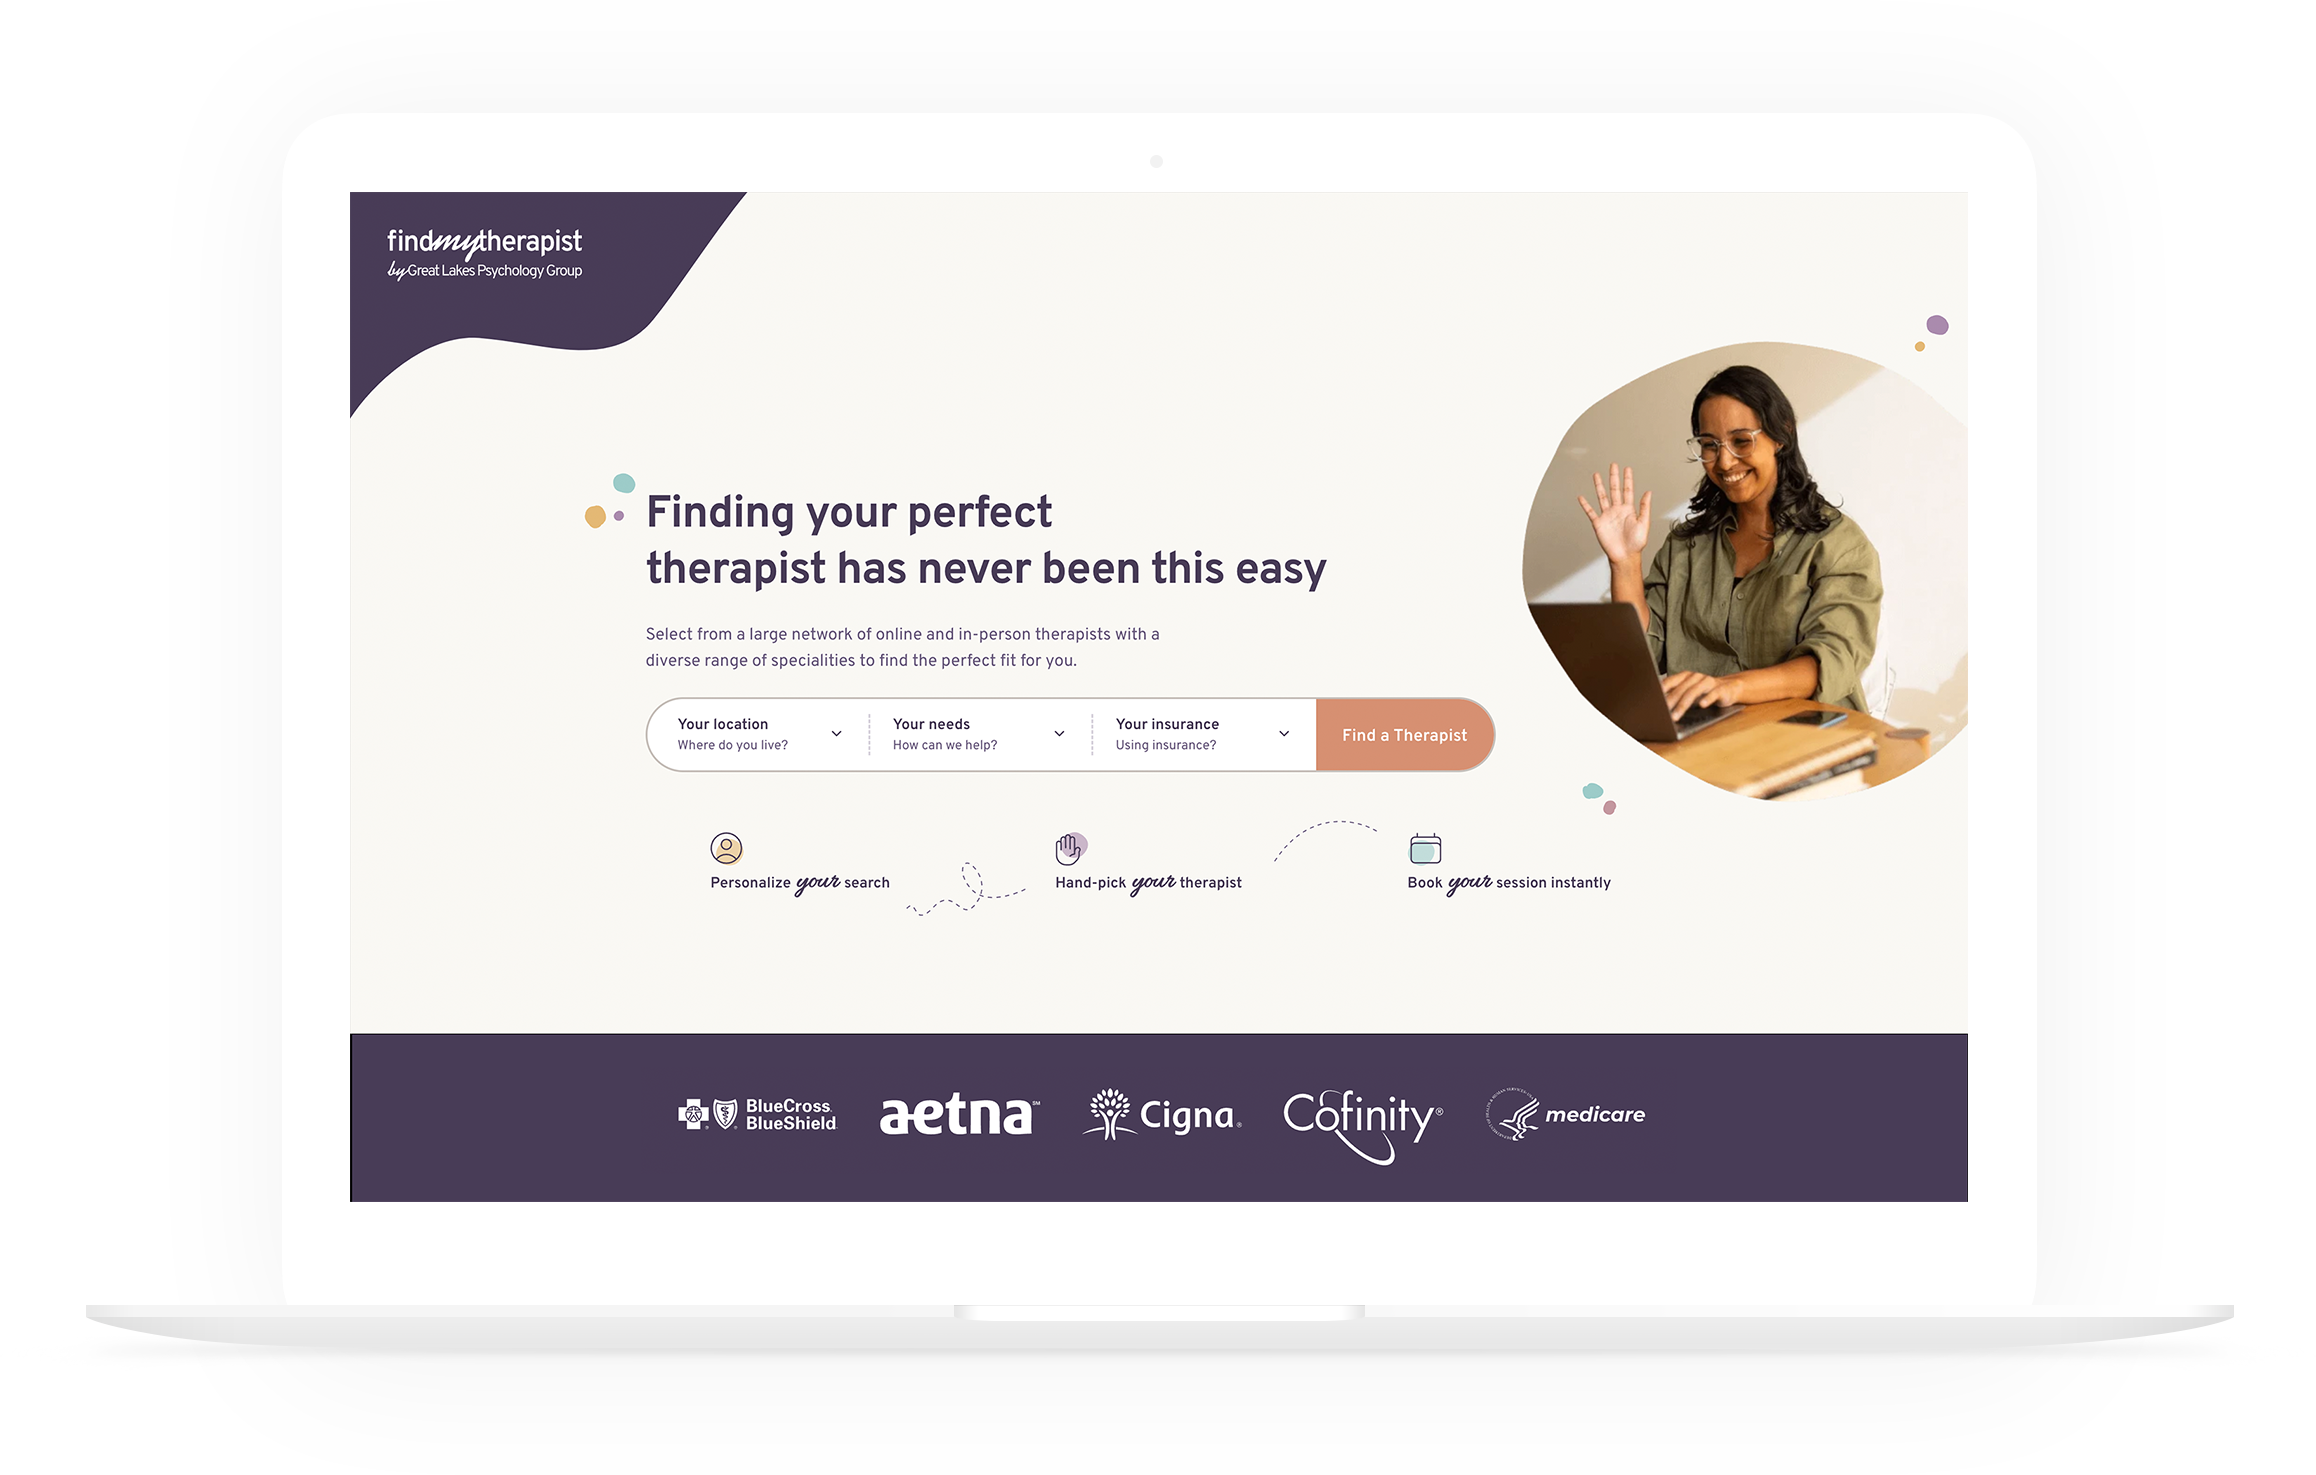 findmytherapist
by Great Lakes Psychology Group
Finding your perfect
therapist has never been this easy
Select from a large network of online and in-person therapists with a
diverse range of specialities to find the perfect fit for you.
Your location
Where do you live?
Your needs
How can we help?
Your insurance
Using insurance?
Find a Therapist
Personalize your search
Hand-pick your therapist
Book your session instantly
BlueCross
BlueShield
aetna℠
Cigna®
Cofinity®
medicare